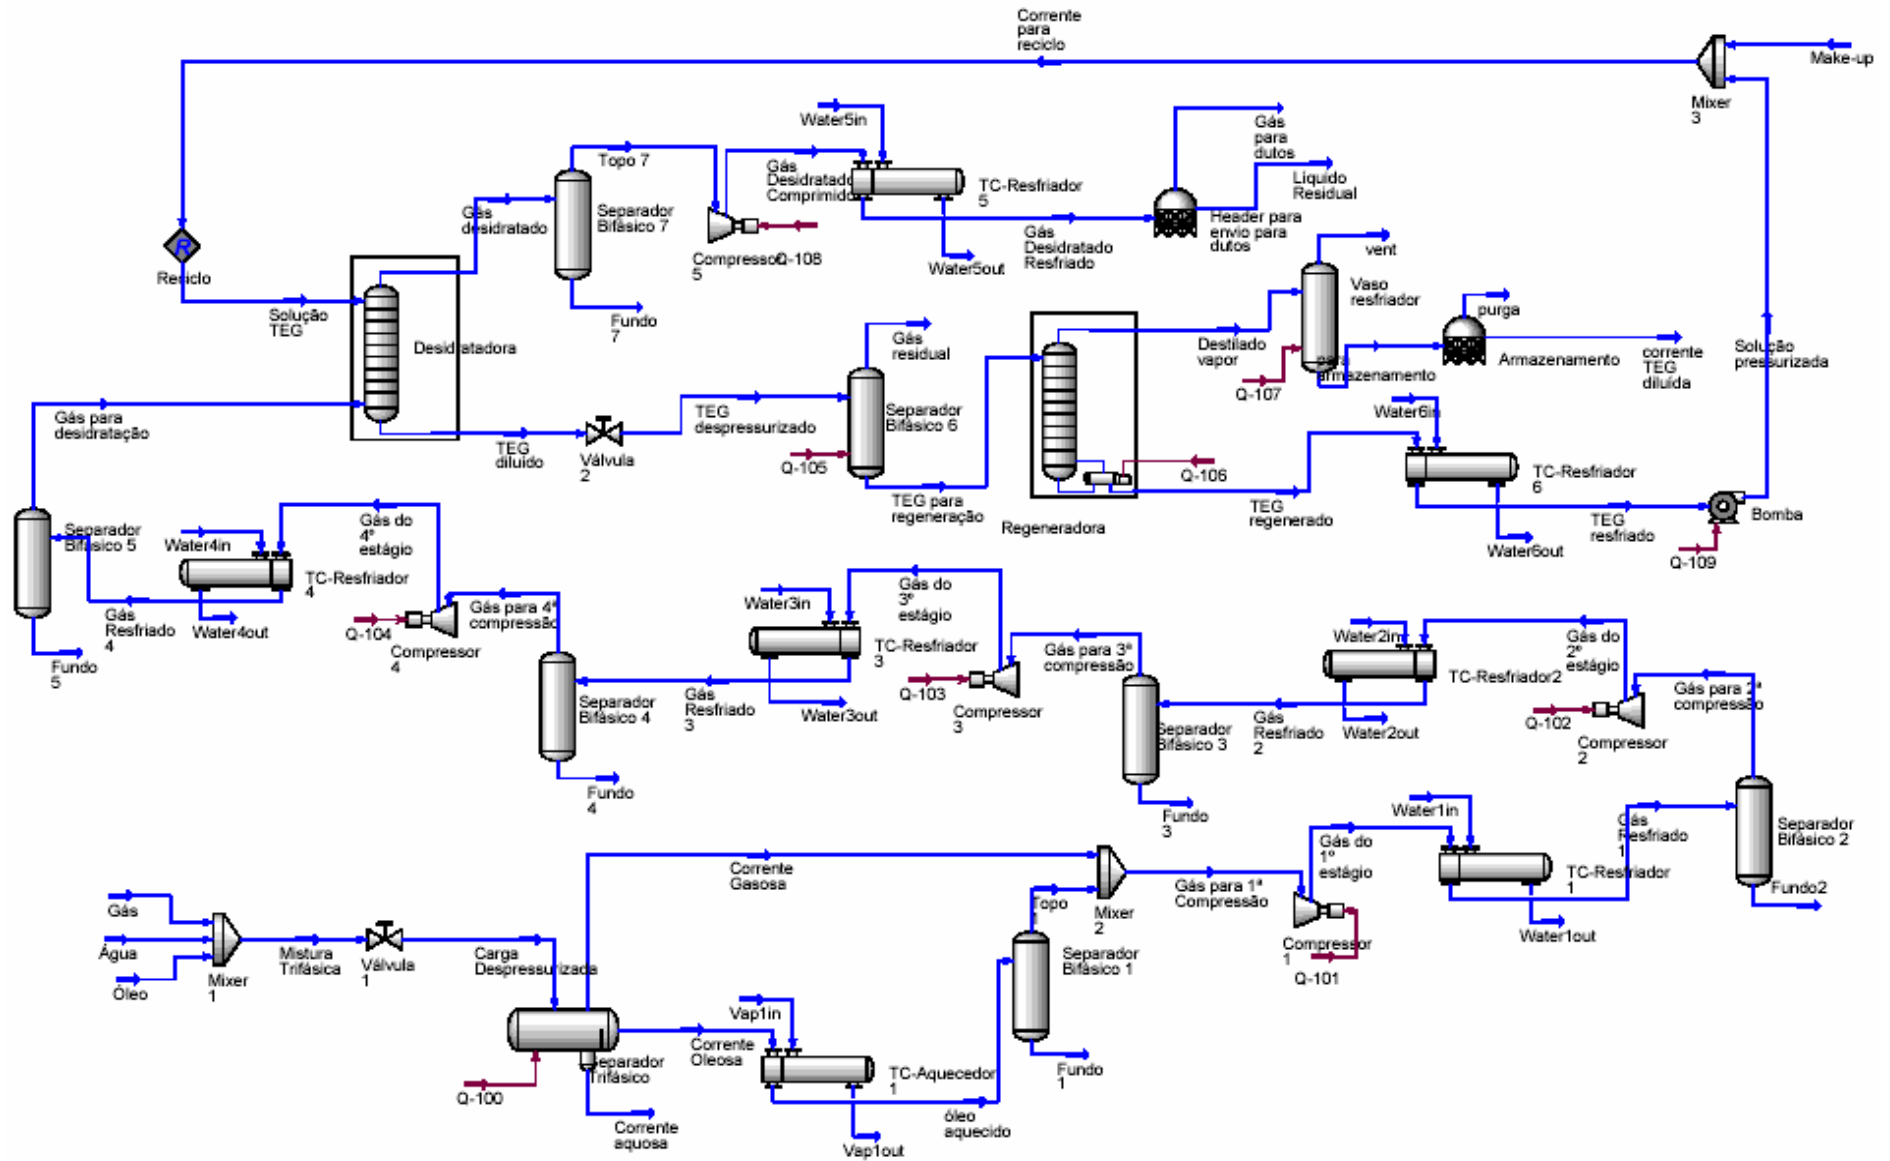 Corrente
para
reciclo
Make-up
Mixer
3
Water5in
Gás
para
dutos
Topo 7
Gás
Desidratado
Comprimido
TC-Resfriador
5
Liquido
Residual
Gás
desidratado
Separador
Bifásico 7
Header para
envio para
dutos
R
Reciclo
Compressor
5
Q-108
Gás
Desidratado
Resfriado
Water5out
vent
Vaso
resfriador
Solução
TEG
Fundo
7
Desidratadora
Gás
residual
Destilado
vapor
purga
Armazenamento
corrente
TEG
diluída
Solução
pressurizada
para
armazenamento
Q-107
Gás para
desidratação
TEG
despressurizado
Separador
Bifásico 6
Water6in
TEG
diluido
Válvula
2
Q-105
Q-106
TC-Resfriador
6
TEG para
regeneração
Regeneradora
TEG
regenerado
TEG
resfriado
Bomba
Water6out
Q-109
Separador
Bifásico 5
Water4in
Gás do
4º
estágio
TC-Resfriador
4
Gás
Resfriado
4
Water4out
Q-104
Compressor
4
Gás para 4ª
compressão
Fundo
5
Water3in
Gás do
3º
estágio
TC-Resfriador
3
Gás para 3ª
compressão
Water2in
Gás do
2º
estágio
TC-Resfriador2
Gás para 2ª
compressão
Separador
Bifásico 4
Gás
Resfriado
3
Water3out
Q-103
Compressor
3
Separador
Bifásico 3
Gás
Resfriado
2
Water2out
Q-102
Compressor
2
Fundo
4
Fundo
3
Water1in
Gás do
1º
estágio
Gás
Resfriado
1
Separador
Bifásico 2
Corrente
Gasosa
Gás para 1ª
Compressão
TC-Resfriador
1
Fundo2
Gás
Topo
1
Mixer
2
Água
Óleo
Mixer
1
Mistura
Trifásica
Válvula
1
Carga
Despressurizada
Separador
Bifásico 1
Compressor
1
Q-101
Water1out
Vap1in
Corrente
Oleosa
Separador
Trifásico
Q-100
TC-Aquecedor
1
Fundo
1
Corrente
aquosa
óleo
aquecido
Vap1out